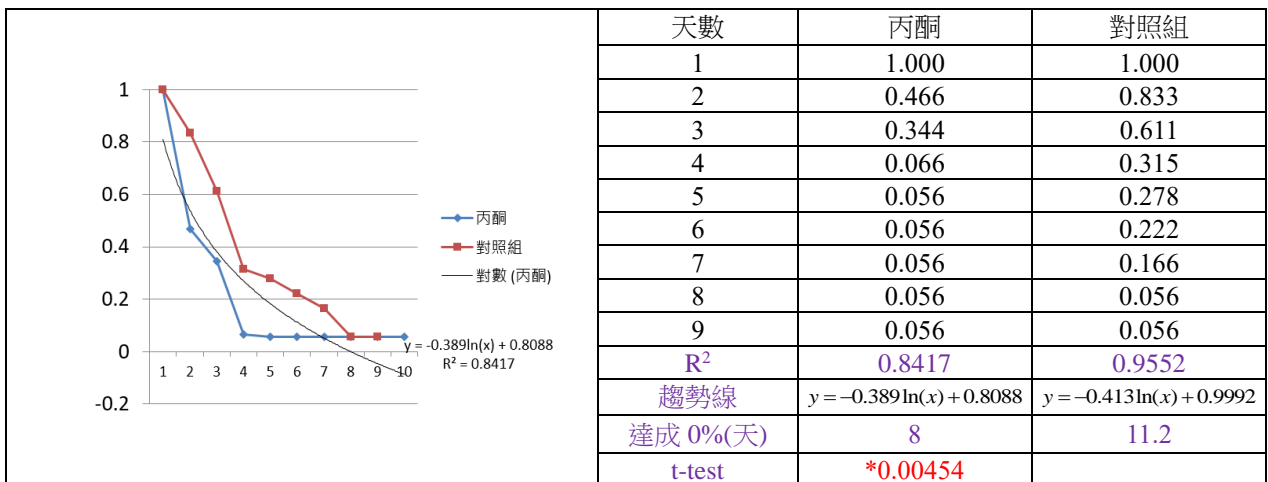 1
0.8
0.6
0.4
0.2
0
-0.2
1 2 3 4 5 6 7 8 9 10
丙酮
對照組
對數 (丙酮)
y = -0.389ln(x) + 0.8088
R² = 0.8417
天數 丙酮 對照組
1 1.000 1.000
2 0.466 0.833
3 0.344 0.611
4 0.066 0.315
5 0.056 0.278
6 0.056 0.222
7 0.056 0.166
8 0.056 0.056
9 0.056 0.056
R² 0.8417 0.9552
趨勢線 y = −0.389ln(x)+0.8088 y = −0.413ln(x)+0.9992
達成 0%(天) 8 11.2
t-test *0.00454